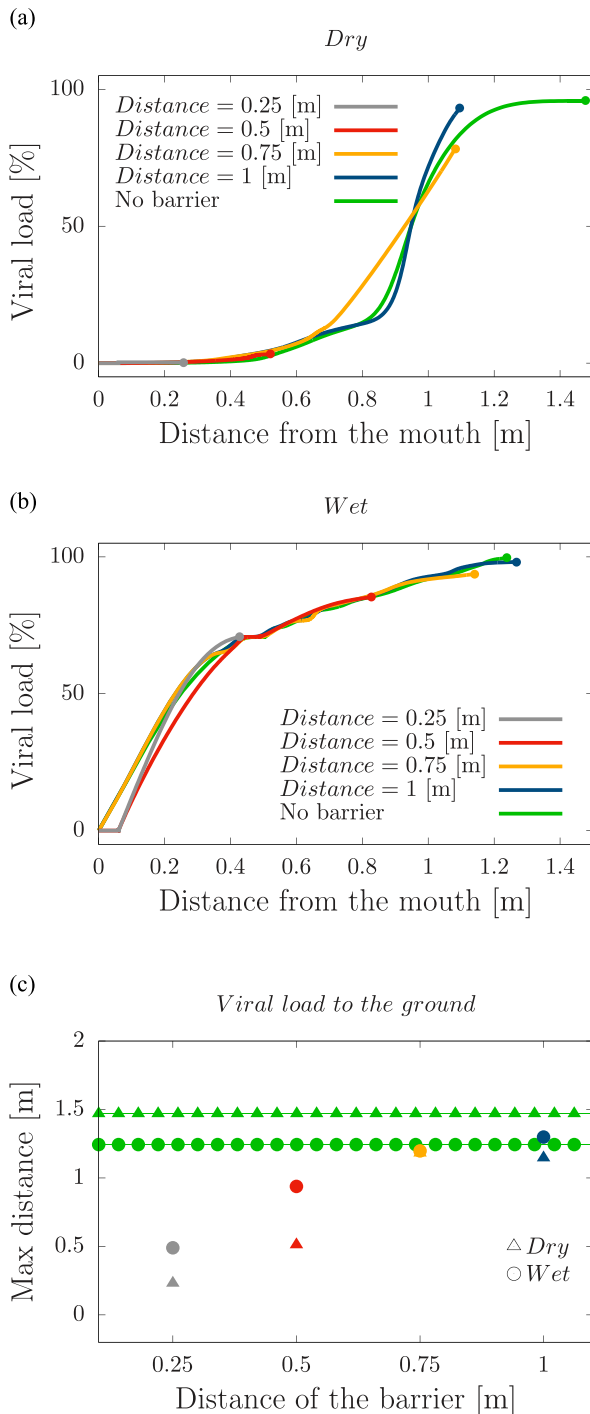 (a)
Dry
Viral load [%]
100
50
0
Distance = 0.25 [m]
Distance = 0.5 [m]
Distance = 0.75 [m]
Distance = 1 [m]
No barrier
0 0.2 0.4 0.6 0.8 1 1.2 1.4
Distance from the mouth [m]
(b)
Wet
Viral load [%]
100
50
0
Distance = 0.25 [m]
Distance = 0.5 [m]
Distance = 0.75 [m]
Distance = 1 [m]
No barrier
0 0.2 0.4 0.6 0.8 1 1.2 1.4
Distance from the mouth [m]
(c)
Viral load to the ground
Max distance [m]
2
1.5
1
0.5
0
Dry
Wet
0.25 0.5 0.75 1
Distance of the barrier [m]